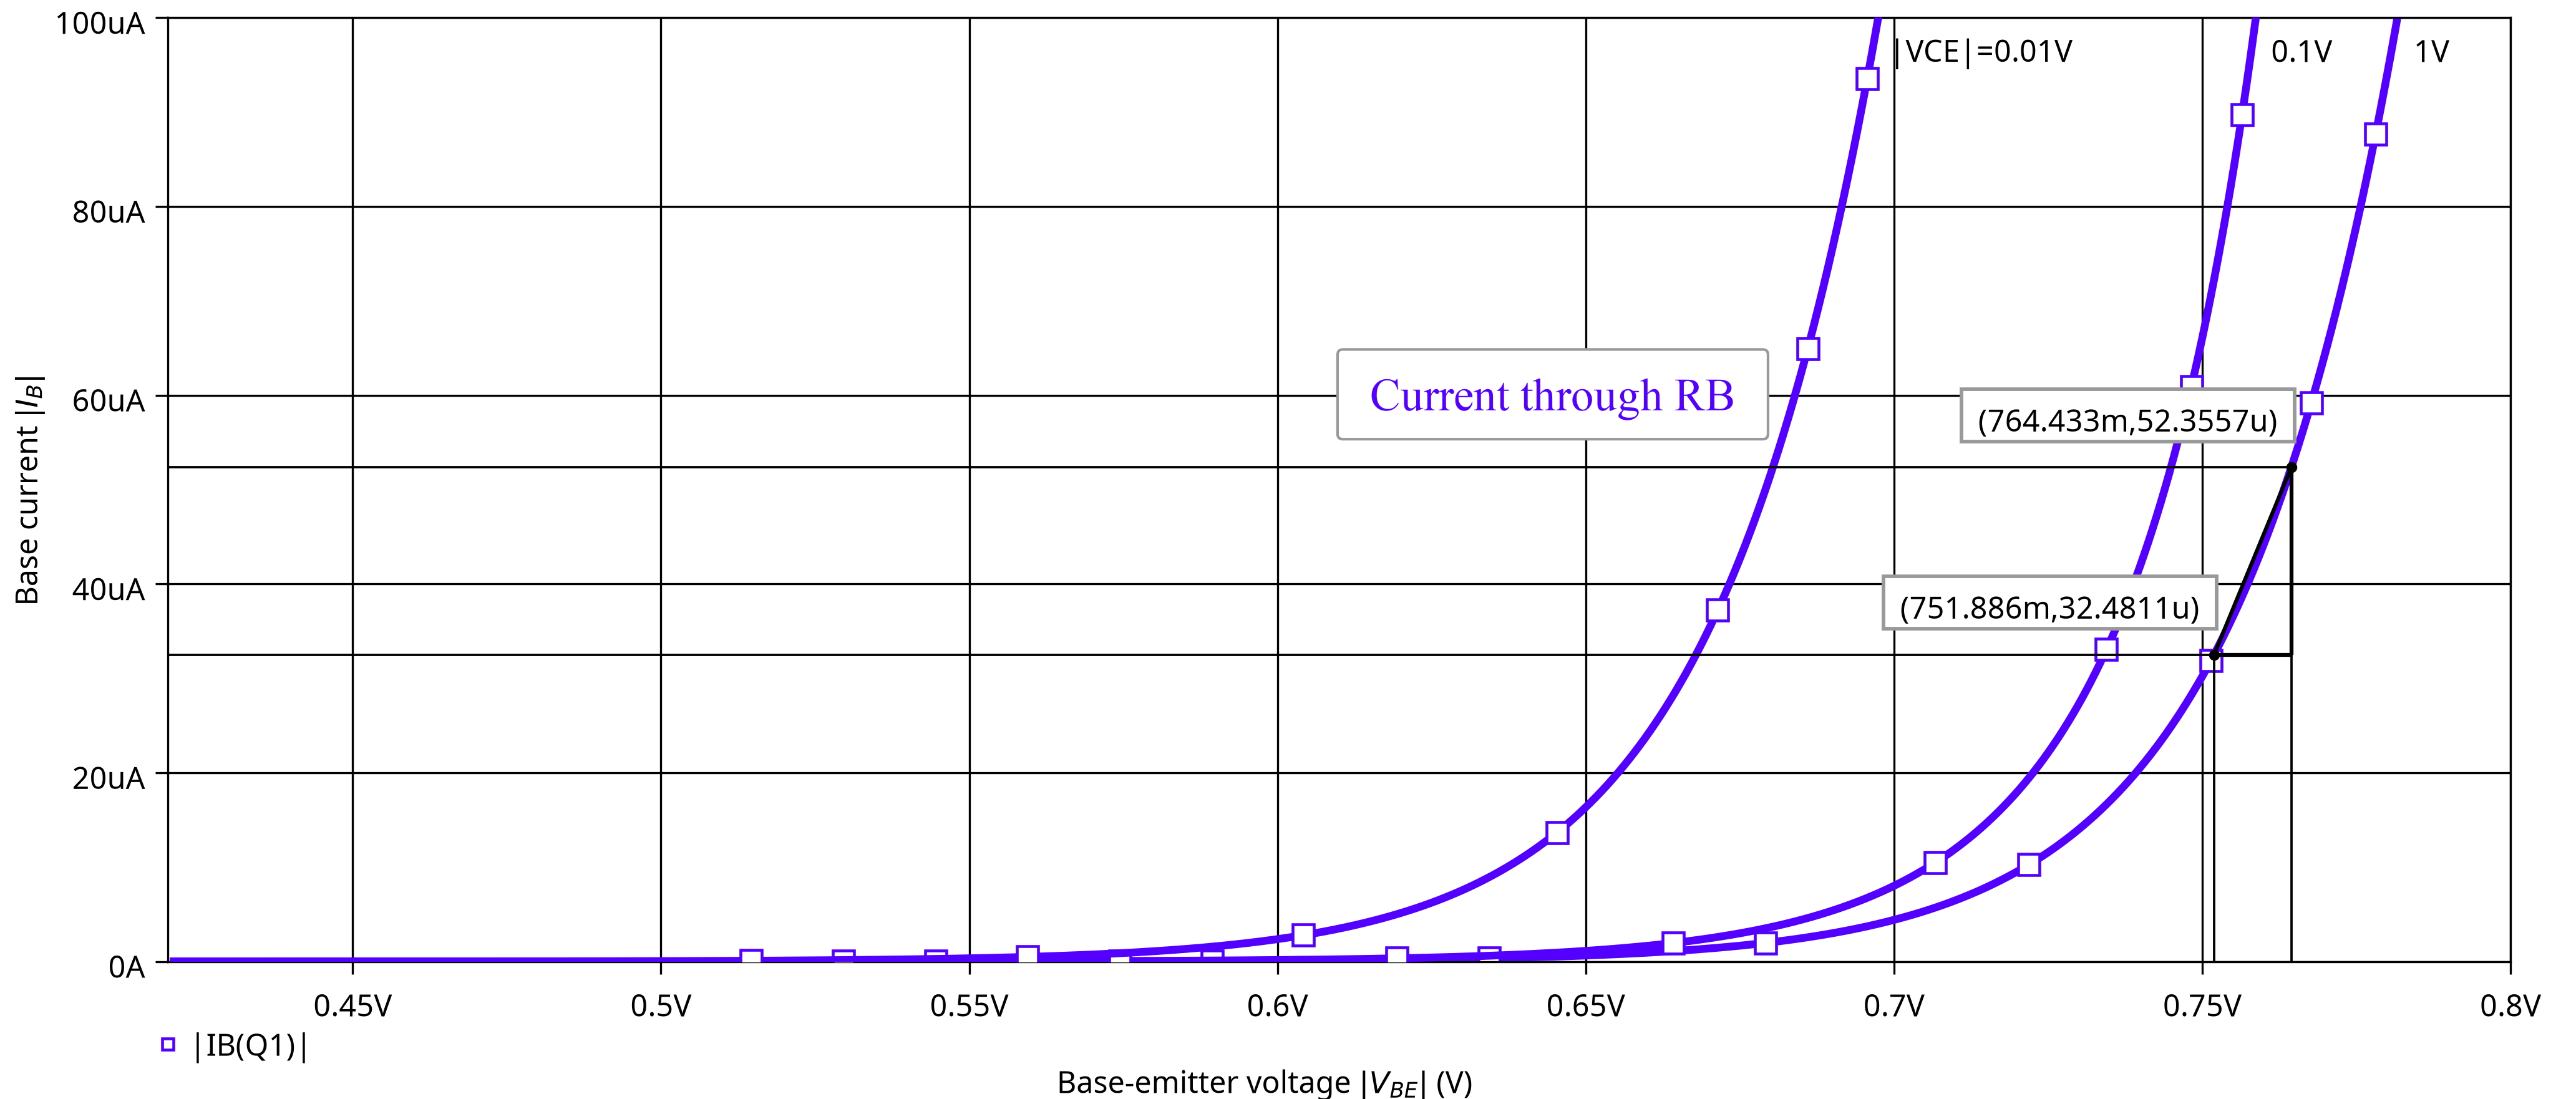 100uA
|VCE|=0.01V
0.1V
1V
80uA
Current through RB
60uA
(764.433m,52.3557u)
Base current |IB|
40uA
(751.886m,32.4811u)
20uA
0A
0.45V
0.5V
0.55V
0.6V
0.65V
0.7V
0.75V
0.8V
|IB(Q1)|
Base-emitter voltage |VBE| (V)